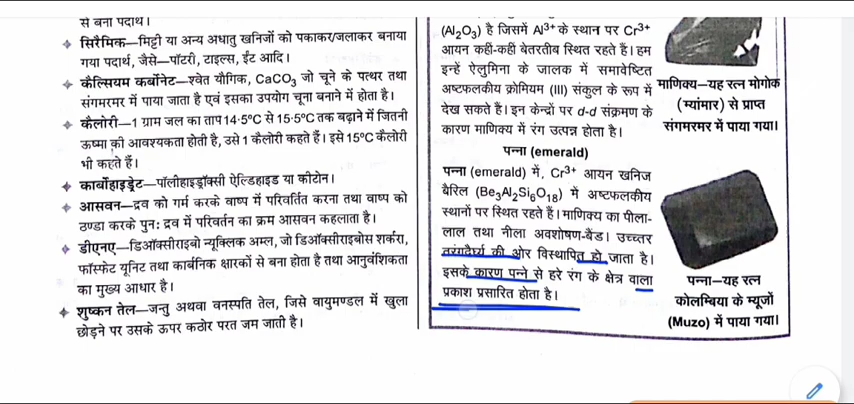 से बना पदार्थ।
सिरेमिक—मिट्टी या अन्य अधातु खनिजों को पकाकर/जलाकर बनाया
गया पदार्थ, जैसे—पॉटरी, टाइल्स, ईंट आदि।
कैल्सियम कार्बोनेट—श्वेत यौगिक, CaCO₃ जो चूने के पत्थर तथा
संगमरमर में पाया जाता है एवं इसका उपयोग चूना बनाने में होता है।
कैलोरी—1 ग्राम जल का ताप 14·5°C से 15·5°C तक बढ़ाने में जितनी
ऊष्मा की आवश्यकता होती है, उसे 1 कैलोरी कहते हैं। इसे 15°C कैलोरी
भी कहते हैं।
कार्बोहाइड्रेट—पॉलीहाइड्रॉक्सी ऐल्डिहाइड या कीटोन।
आसवन—द्रव को गर्म करके वाष्प में परिवर्तित करना तथा वाष्प को
ठण्डा करके पुन: द्रव में परिवर्तन का क्रम आसवन कहलाता है।
डीएनए—डिऑक्सीराइबो न्यूक्लिक अम्ल, जो डिऑक्सीराइबोस शर्करा,
फॉस्फेट यूनिट तथा कार्बनिक क्षारकों से बना होता है तथा आनुवंशिकता
का मुख्य आधार है।
शुष्कन तेल—जन्तु अथवा वनस्पति तेल, जिसे वायुमण्डल में खुला
छोड़ने पर उसके ऊपर कठोर परत जम जाती है।
(Al₂O₃) है जिसमें Al³⁺ के स्थान पर Cr³⁺
आयन कहीं-कहीं बेतरतीब स्थित रहते हैं। हम
इन्हें ऐलुमिना के जालक में समावेष्टित
अष्टफलकीय क्रोमियम (III) संकुल के रूप में
देख सकते हैं। इन केन्द्रों पर d-d संक्रमण के
कारण माणिक्य में रंग उत्पन्न होता है।
पन्ना (emerald)
पन्ना (emerald) में, Cr³⁺ आयन खनिज
बैरिल (Be₃Al₂Si₆O₁₈) में अष्टफलकीय
स्थानों पर स्थित रहते हैं। माणिक्य का पीला-
लाल तथा नीला अवशोषण-बैंड। उच्च्तर
तरंगदैर्घ्य की ओर विस्थापित हो जाता है।
इसके कारण पन्ने से हरे रंग के क्षेत्र वाला
प्रकाश प्रसारित होता है।
माणिक्य—यह रत्न मोगोक
(म्यांमार) से प्राप्त
संगमरमर में पाया गया।
पन्ना—यह रत्न
कोलम्बिया के म्यूजों
(Muzo) में पाया गया।